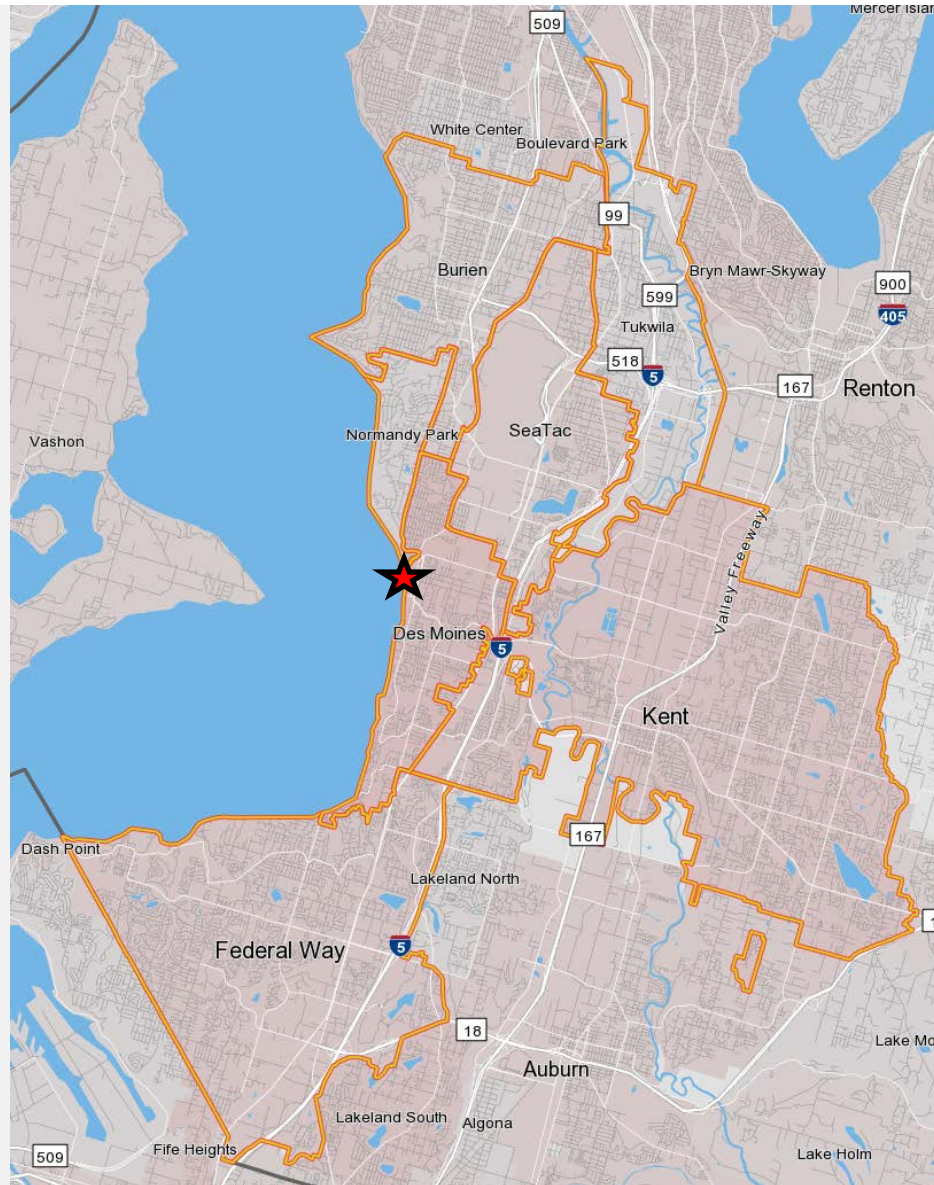 Mercer Islan
509
White Center
Boulevard Park
99
Burien
Bryn Mawr-Skyway
900
599
405
Tukwila
518
5
167
Renton
Normandy Park
SeaTac
Vashon
Valley Freeway
Des Moines
5
Kent
167
Dash Point
Lakeland North
1
Federal Way
5
18
Lake Mo
Auburn
Lakeland South
Algona
Fife Heights
509
Lake Holm